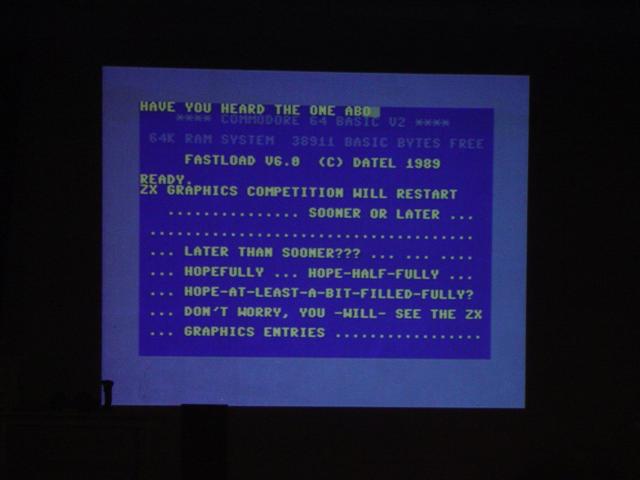 HAVE YOU HEARD THE ONE ABO
**** COMMODORE 64 BASIC V2 ****
64K RAM SYSTEM  38911 BASIC BYTES FREE
FASTLOAD V6.0  (C) DATEL 1989
READY.
ZX GRAPHICS COMPETITION WILL RESTART
............... SOONER OR LATER ...
.....................................
... LATER THAN SOONER??? ... ... ....
... HOPEFULLY ... HOPE-HALF-FULLY ...
... HOPE-AT-LEAST-A-BIT-FILLED-FULLY?
... DON'T WORRY, YOU -WILL- SEE THE ZX
... GRAPHICS ENTRIES .................